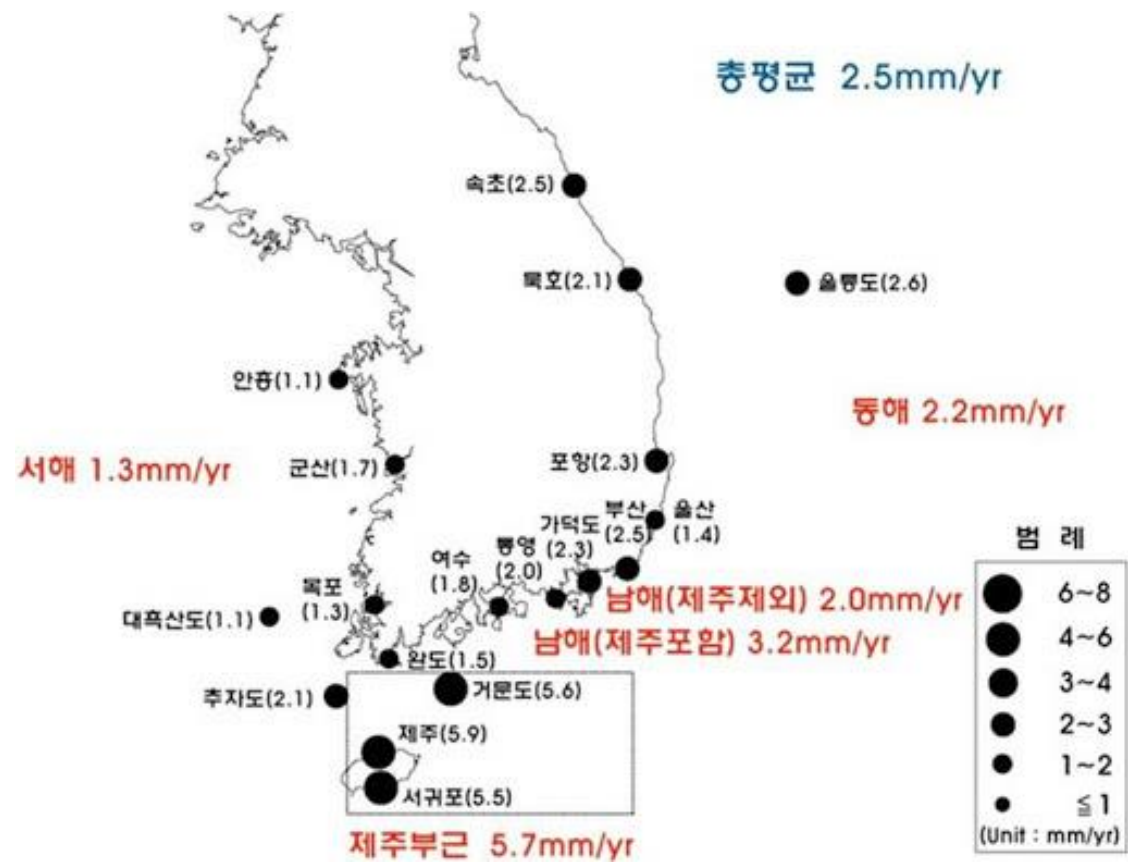 총평균 2.5mm/yr
속초(2.5)
묵호(2.1)
울릉도(2.6)
안흥(1.1)
동해 2.2mm/yr
서해 1.3mm/yr
군산(1.7)
포항(2.3)
부산
(2.5)
울산
(1.4)
가덕도
(2.3)
통영
(2.0)
여수
(1.8)
목포
(1.3)
대흑산도(1.1)
남해(제주제외) 2.0mm/yr
남해(제주포함) 3.2mm/yr
완도(1.5)
추자도(2.1)
거문도(5.6)
제주(5.9)
서귀포(5.5)
제주부근 5.7mm/yr
범 례
6~8
4~6
3~4
2~3
1~2
≦1
(Unit : mm/yr)